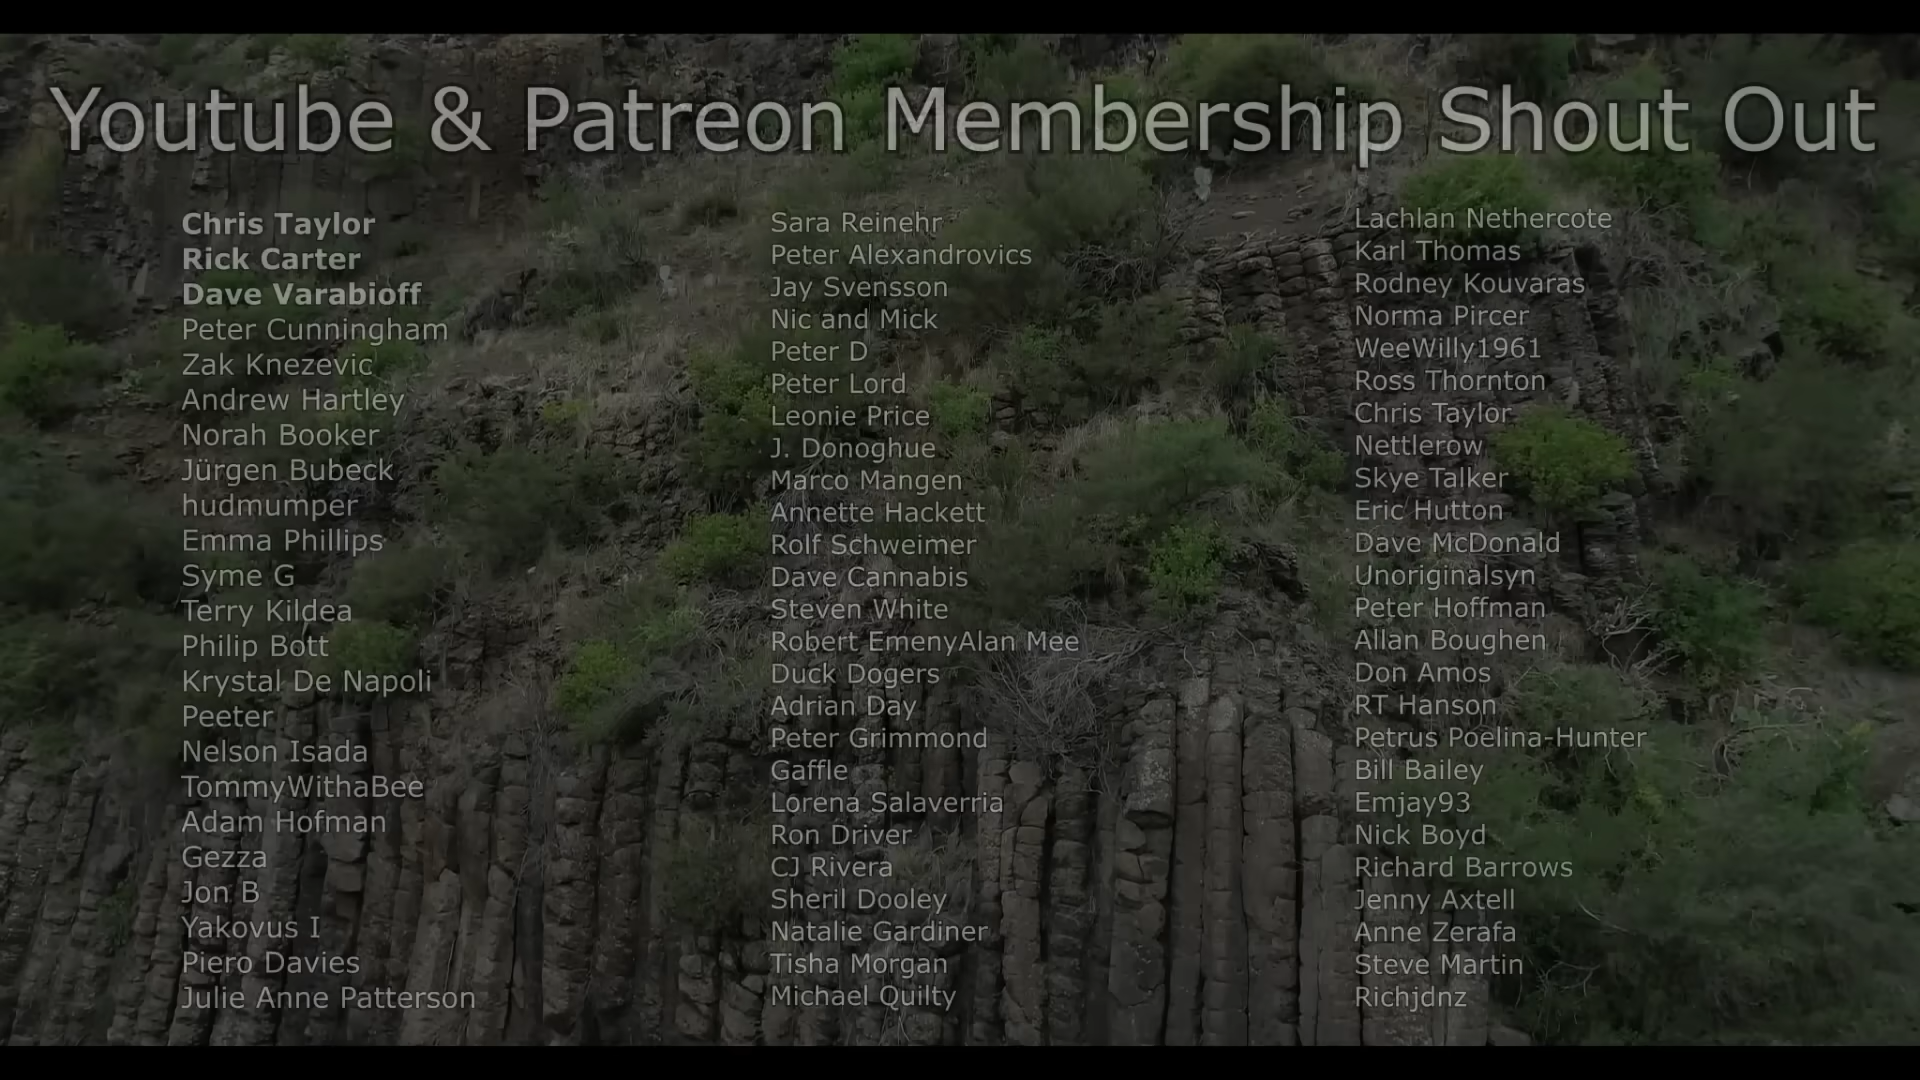 Youtube & Patreon Membership Shout Out
Chris Taylor
Rick Carter
Dave Varabioff
Peter Cunningham
Zak Knezevic
Andrew Hartley
Norah Booker
Jürgen Bubeck
hudmumper
Emma Phillips
Syme G
Terry Kildea
Philip Bott
Krystal De Napoli
Peeter
Nelson Isada
TommyWithaBee
Adam Hofman
Gezza
Jon B
Yakovus I
Piero Davies
Julie Anne Patterson
Sara Reinehr
Peter Alexandrovics
Jay Svensson
Nic and Mick
Peter D
Peter Lord
Leonie Price
J. Donoghue
Marco Mangen
Annette Hackett
Rolf Schweimer
Dave Cannabis
Steven White
Robert EmenyAlan Mee
Duck Dogers
Adrian Day
Peter Grimmond
Gaffle
Lorena Salaverria
Ron Driver
CJ Rivera
Sheril Dooley
Natalie Gardiner
Tisha Morgan
Michael Quilty
Lachlan Nethercote
Karl Thomas
Rodney Kouvaras
Norma Pircer
WeeWilly1961
Ross Thornton
Chris Taylor
Nettlerow
Skye Talker
Eric Hutton
Dave McDonald
Unoriginalsyn
Peter Hoffman
Allan Boughen
Don Amos
RT Hanson
Petrus Poelina-Hunter
Bill Bailey
Emjay93
Nick Boyd
Richard Barrows
Jenny Axtell
Anne Zerafa
Steve Martin
Richjdnz